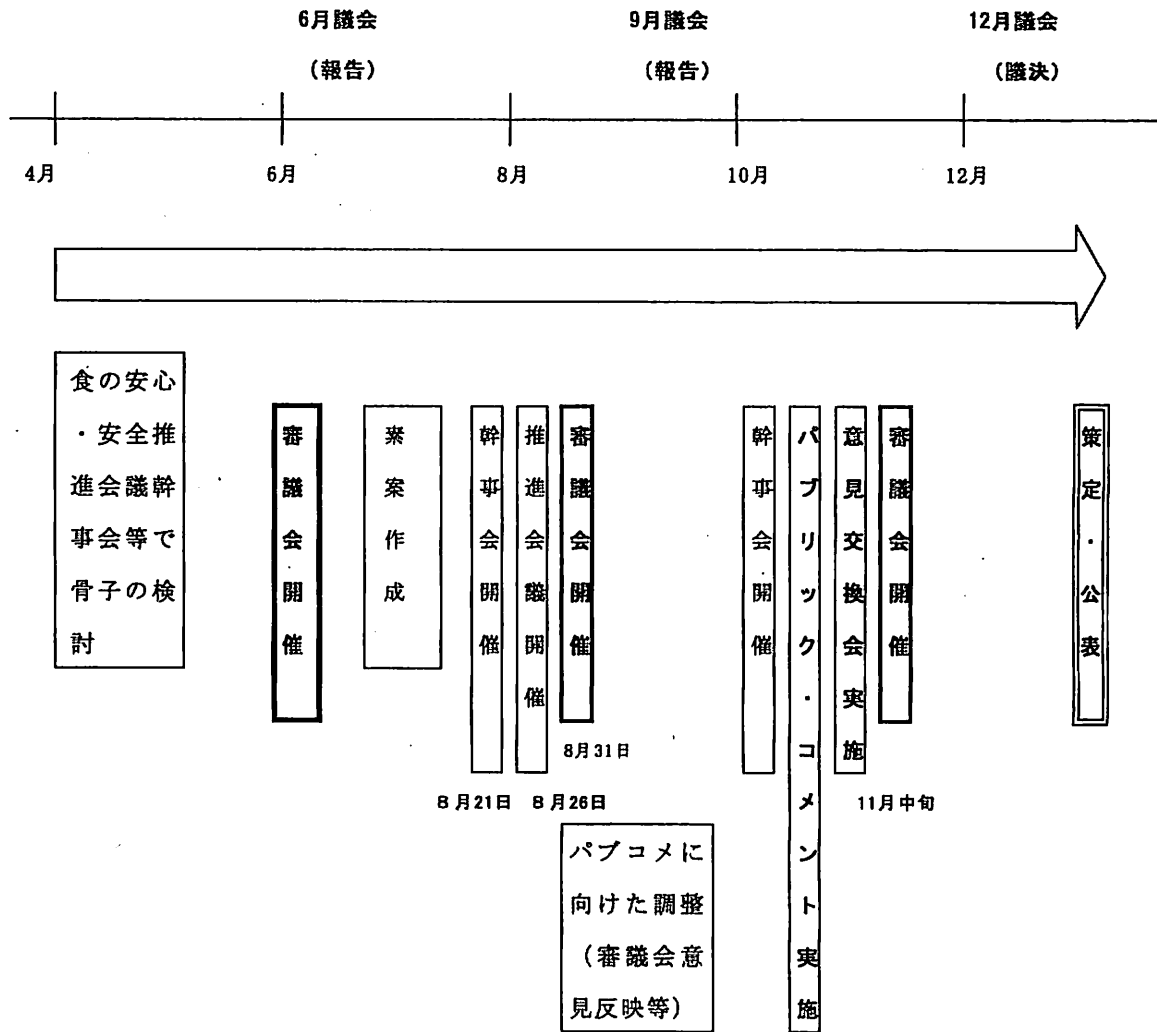 6月議会
(報告)
9月議会
(報告)
12月議会
(議決)
4月
6月
8月
10月
12月
食の安心
・安全推
進会議幹
事会等で
骨子の検
討
審議会開催
素案作成
幹事会開催
推進会議開催
審議会開催
幹事会開催
パブリック・コメント実施
意見交換会実施
審議会開催
策定・公表
8月21日
8月26日
8月31日
11月中旬
パブコメに
向けた調整
(審議会意
見反映等)